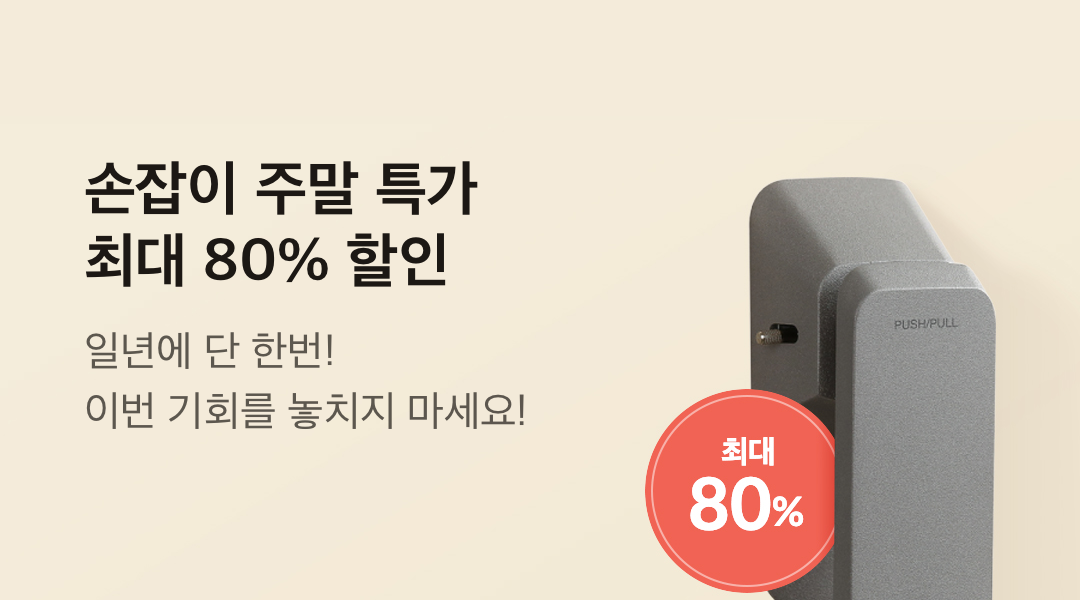 손잡이 주말 특가
최대 80% 할인
일년에 단 한번!
이번 기회를 놓치지 마세요!
PUSH/PULL
최대
80%